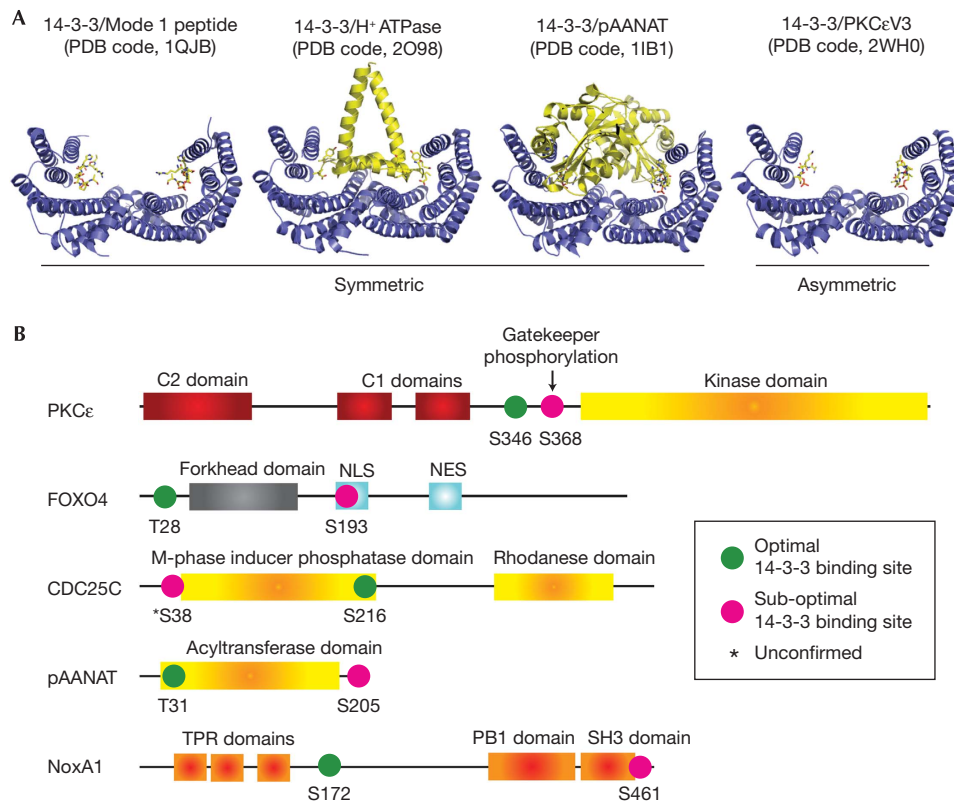 A
14-3-3/Mode 1 peptide
(PDB code, 1QJB)
14-3-3/H⁺ ATPase
(PDB code, 2O98)
14-3-3/pAANAT
(PDB code, 1IB1)
14-3-3/PKCεV3
(PDB code, 2WH0)
Symmetric
Asymmetric
B
Gatekeeper
phosphorylation
C2 domain
C1 domains
Kinase domain
PKCε
S346
S368
Forkhead domain
NLS
NES
FOXO4
T28
S193
M-phase inducer phosphatase domain
Rhodanese domain
CDC25C
*S38
S216
Acyltransferase domain
pAANAT
T31
S205
TPR domains
PB1 domain
SH3 domain
NoxA1
S172
S461
Optimal
14-3-3 binding site
Sub-optimal
14-3-3 binding site
* Unconfirmed